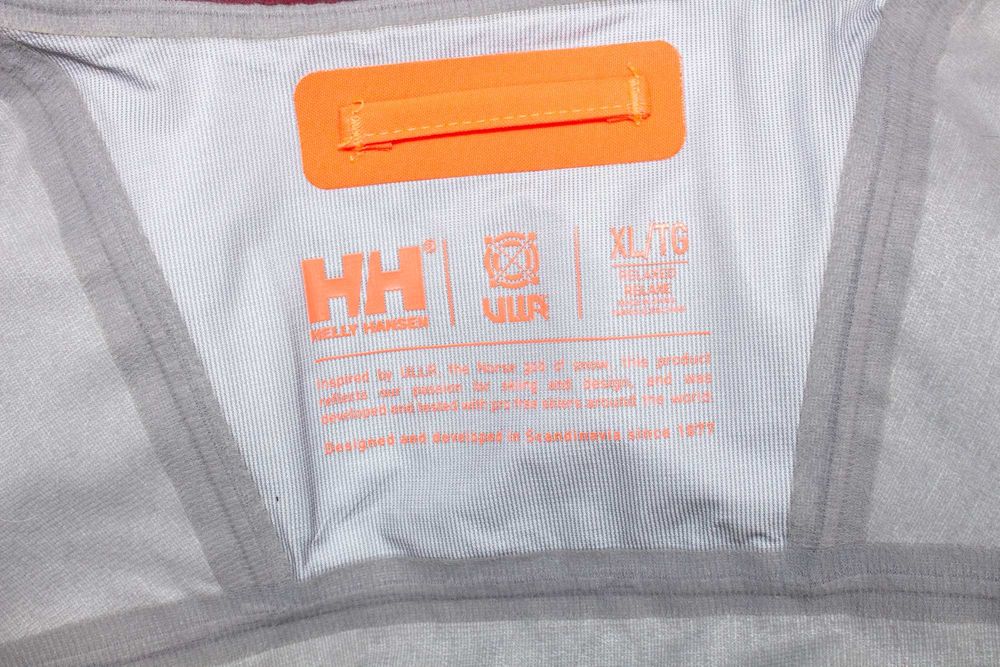 HH®
HELLY HANSEN
ULLR
XL/TG
RELAXED
RELAXE
Inspired by ULLR, the Norse god of snow, this product
reflects our passion for skiing and design, and was
developed and tested with pro free skiers around the world.
Designed and developed in Scandinavia since 1877